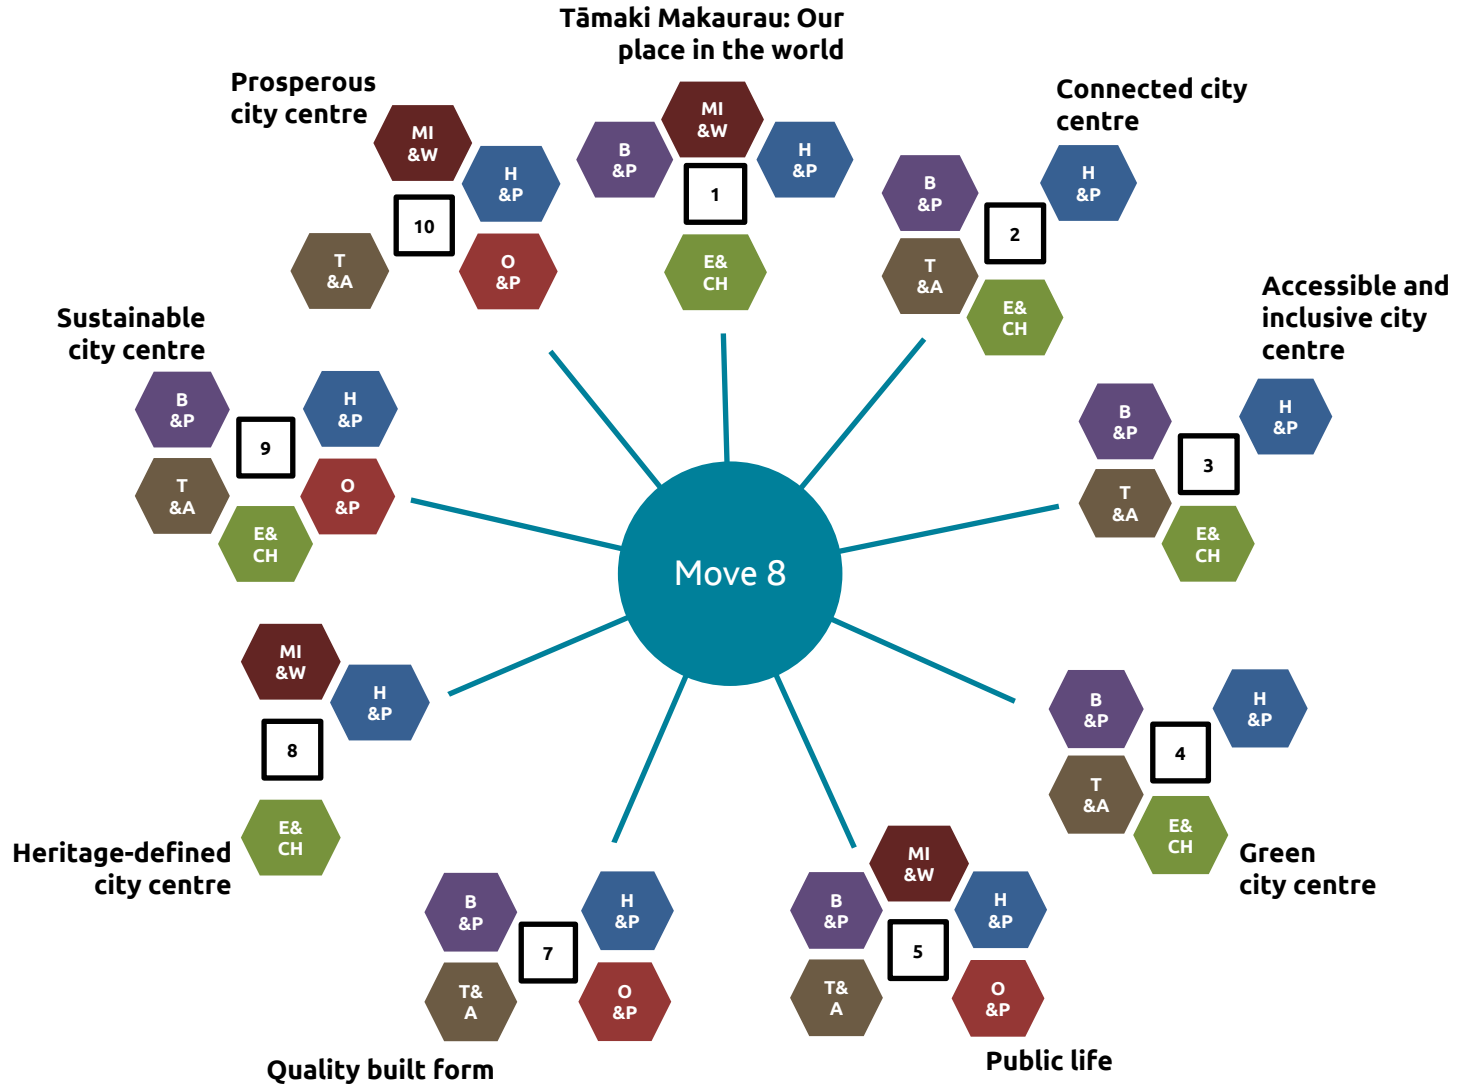 Tāmaki Makaurau: Our
place in the world
B
&P
MI
&W
H
&P
1
E&
CH
Connected city
centre
B
&P
H
&P
2
T
&A
E&
CH
Accessible and
inclusive city
centre
B
&P
H
&P
3
T
&A
E&
CH
B
&P
H
&P
4
T
&A
E&
CH
Green
city centre
MI
&W
B
&P
H
&P
5
T&
A
O
&P
Public life
B
&P
H
&P
7
T&
A
O
&P
Quality built form
MI
&W
H
&P
8
E&
CH
Heritage-defined
city centre
Sustainable
city centre
B
&P
H
&P
9
T
&A
O
&P
E&
CH
Prosperous
city centre
MI
&W
H
&P
10
T
&A
O
&P
Move 8